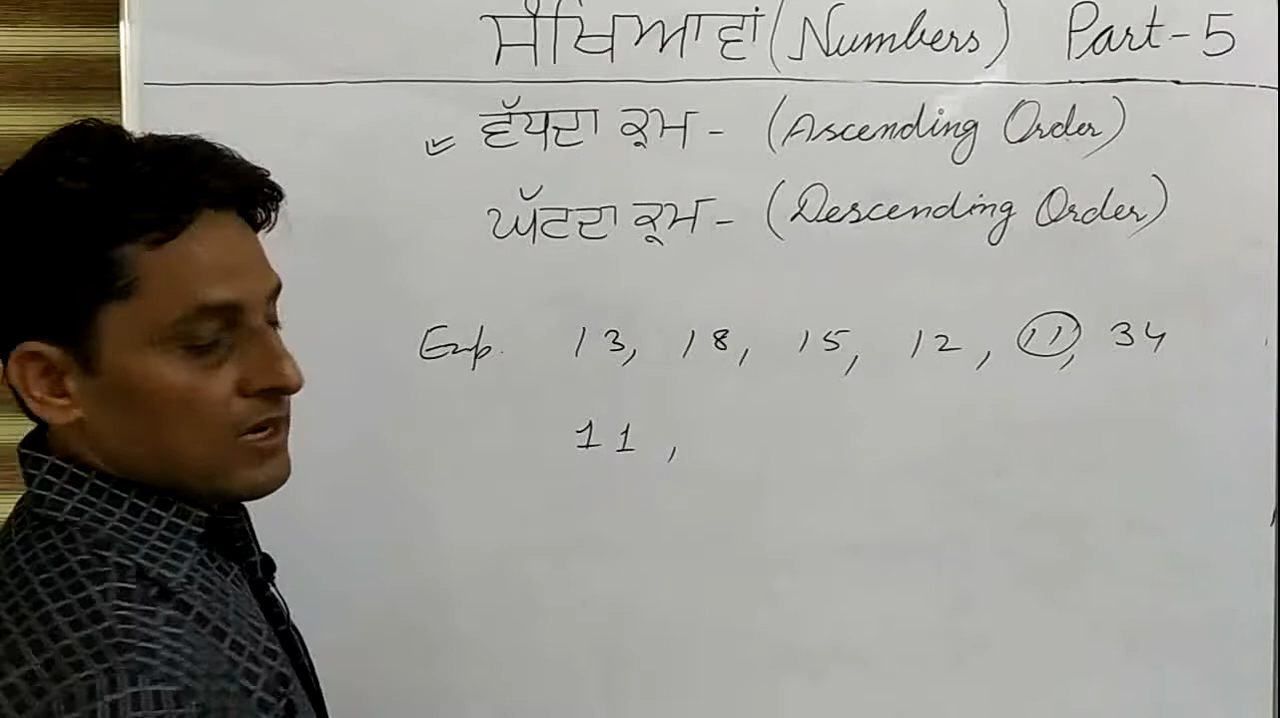 ਸੰਖਿਆਵਾਂ (Numbers) Part-5
ਵੱਧਦਾ ਕ੍ਰਮ - (Ascending Order)
ਘੱਟਦਾ ਕ੍ਰਮ - (Descending Order)
Exp. 13, 18, 15, 12, 11, 34
11,